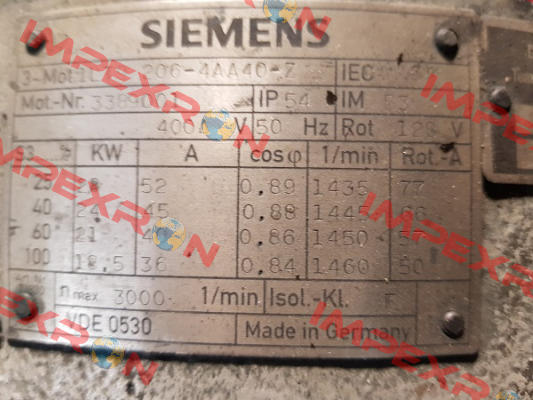 SIEMENS
3-Mot. 206-4AA40-Z IEC
Mot-Nr. IP 54 IM
400 V 50 Hz Rot V
S3 % KW A cosφ 1/min Rot.-A
25 52 0,89 1435 77
40 24 45 0,88 1445
60 21 0,86 1450
100 18,5 36 0,84 1460 50
n max 3000 1/min Isol.-Kl. F
VDE 0530 Made in Germany
IMPEXRON
IMPEXRON
IMPEXRON
IMPEXRON